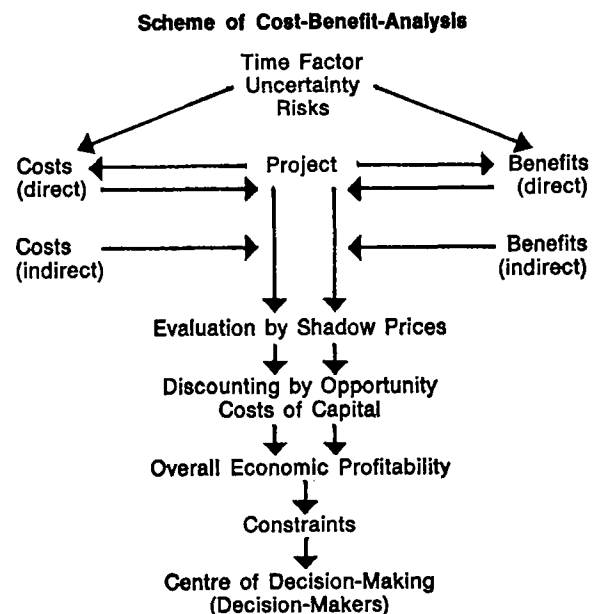 Scheme of Cost-Benefit-Analysis
Time Factor
Uncertainty
Risks
Costs
(direct)
Project
Benefits
(direct)
Costs
(indirect)
Benefits
(indirect)
Evaluation by Shadow Prices
Discounting by Opportunity
Costs of Capital
Overall Economic Profitability
Constraints
Centre of Decision-Making
(Decision-Makers)